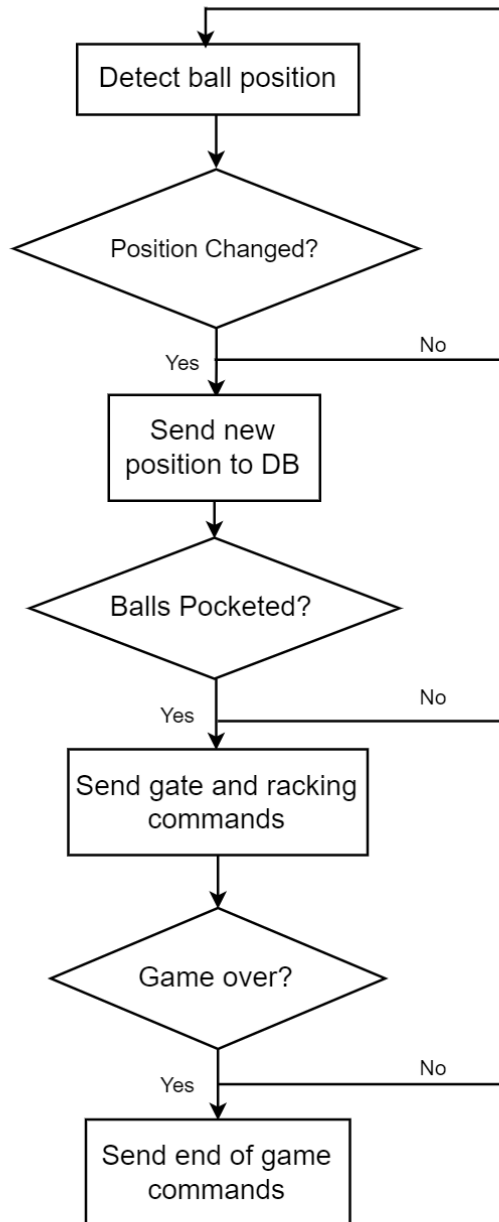 Detect ball position
Position Changed?
No
Yes
Send new
position to DB
Balls Pocketed?
No
Yes
Send gate and racking
commands
Game over?
No
Yes
Send end of game
commands